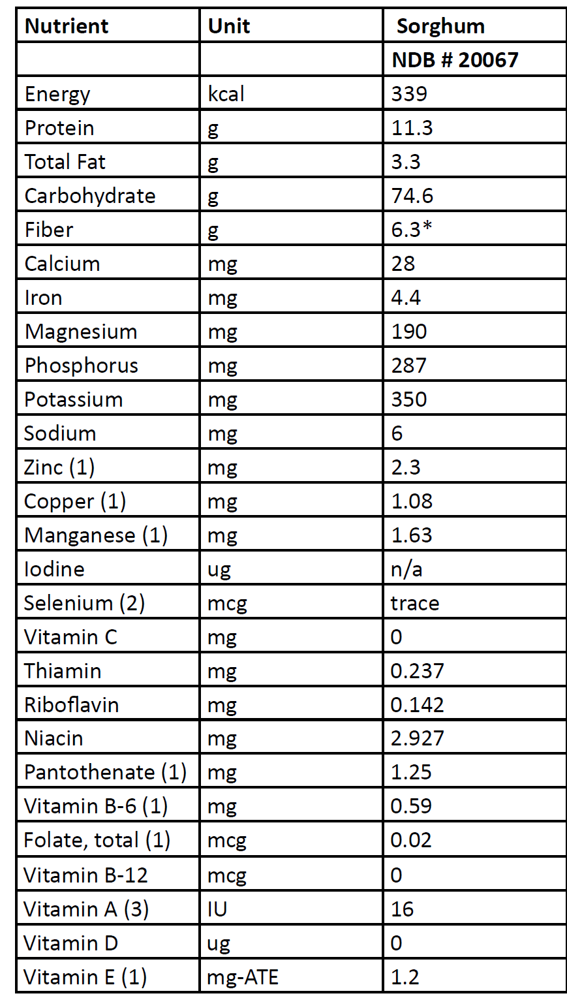 Nutrient Unit Sorghum
NDB # 20067
Energy kcal 339
Protein g 11.3
Total Fat g 3.3
Carbohydrate g 74.6
Fiber g 6.3*
Calcium mg 28
Iron mg 4.4
Magnesium mg 190
Phosphorus mg 287
Potassium mg 350
Sodium mg 6
Zinc (1) mg 2.3
Copper (1) mg 1.08
Manganese (1) mg 1.63
Iodine ug n/a
Selenium (2) mcg trace
Vitamin C mg 0
Thiamin mg 0.237
Riboflavin mg 0.142
Niacin mg 2.927
Pantothenate (1) mg 1.25
Vitamin B-6 (1) mg 0.59
Folate, total (1) mcg 0.02
Vitamin B-12 mcg 0
Vitamin A (3) IU 16
Vitamin D ug 0
Vitamin E (1) mg-ATE 1.2